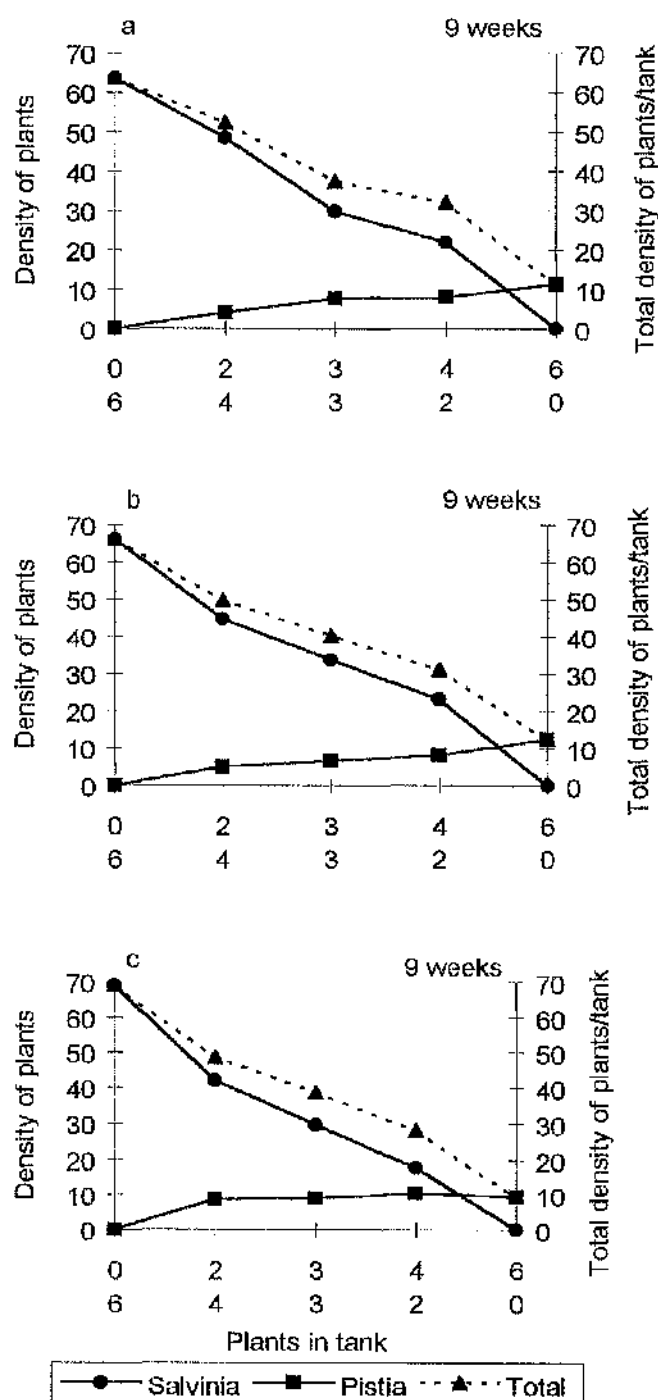 a 9 weeks
Density of plants
70 70
60 60
50 50
40 40
30 30
20 20
10 10
0 0
Total density of plants/tank
0 2 3 4 6
6 4 3 2 0
b 9 weeks
Density of plants
70 70
60 60
50 50
40 40
30 30
20 20
10 10
0 0
Total density of plants/tank
0 2 3 4 6
6 4 3 2 0
c 9 weeks
Density of plants
70 70
60 60
50 50
40 40
30 30
20 20
10 10
0 0
Total density of plants/tank
0 2 3 4 6
6 4 3 2 0
Plants in tank
Salvinia Pistia Total